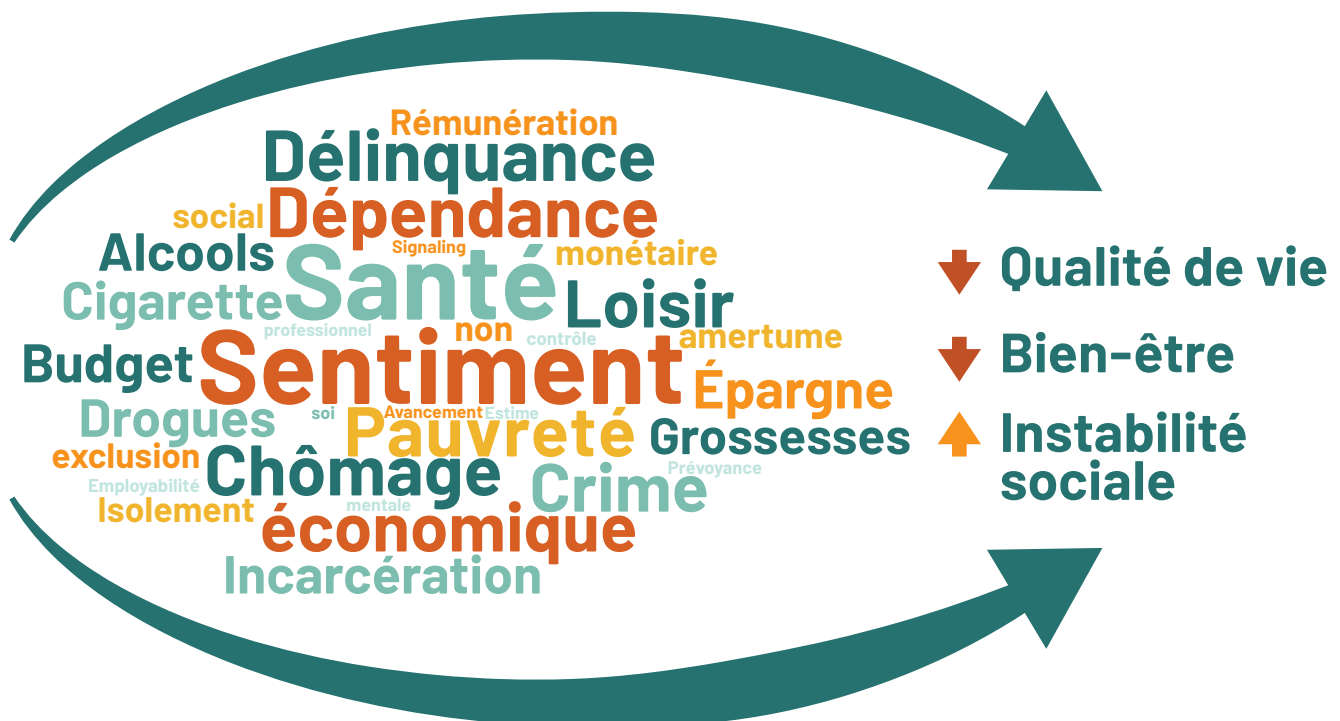 Rémunération
Délinquance
social
Dépendance
Alcools
Signaling
monétaire
Cigarette
Santé
Loisir
professionnel
non
contrôle
amertume
Budget
Sentiment
Épargne
Drogues
soi
Pauvreté
Avancement
Estime
Grossesses
exclusion
Chômage
Crime
Prévoyance
Employabilité
Isolement
mentale
économique
Incarcération
Qualité de vie
Bien-être
Instabilité
sociale